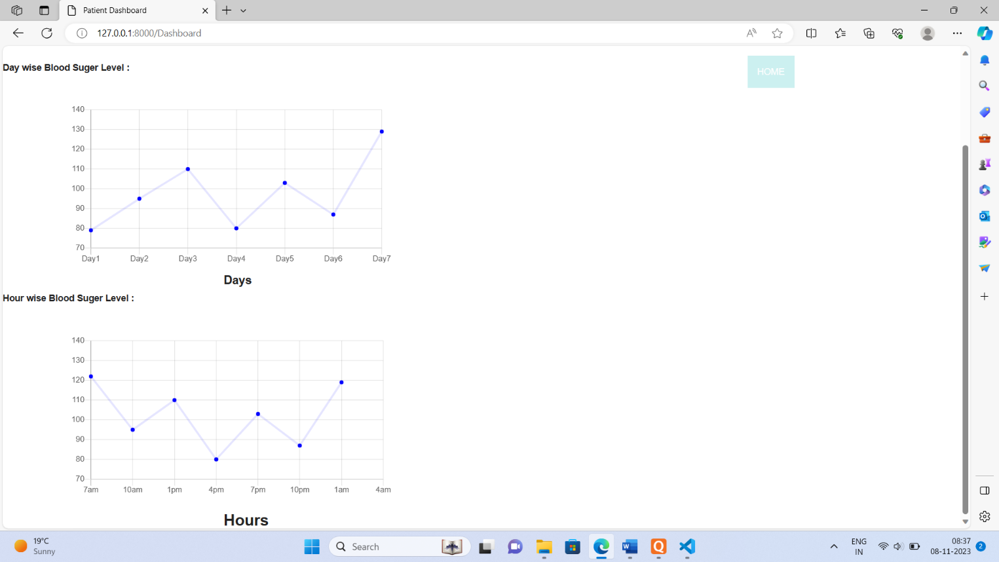 Patient Dashboard
127.0.0.1:8000/Dashboard
Day wise Blood Suger Level :
HOME
140
130
120
110
100
90
80
70
Day1 Day2 Day3 Day4 Day5 Day6 Day7
Days
Hour wise Blood Suger Level :
140
130
120
110
100
90
80
70
7am 10am 1pm 4pm 7pm 10pm 1am 4am
Hours
19°C
Sunny
Search
ENG
IN
08:37
08-11-2023
2